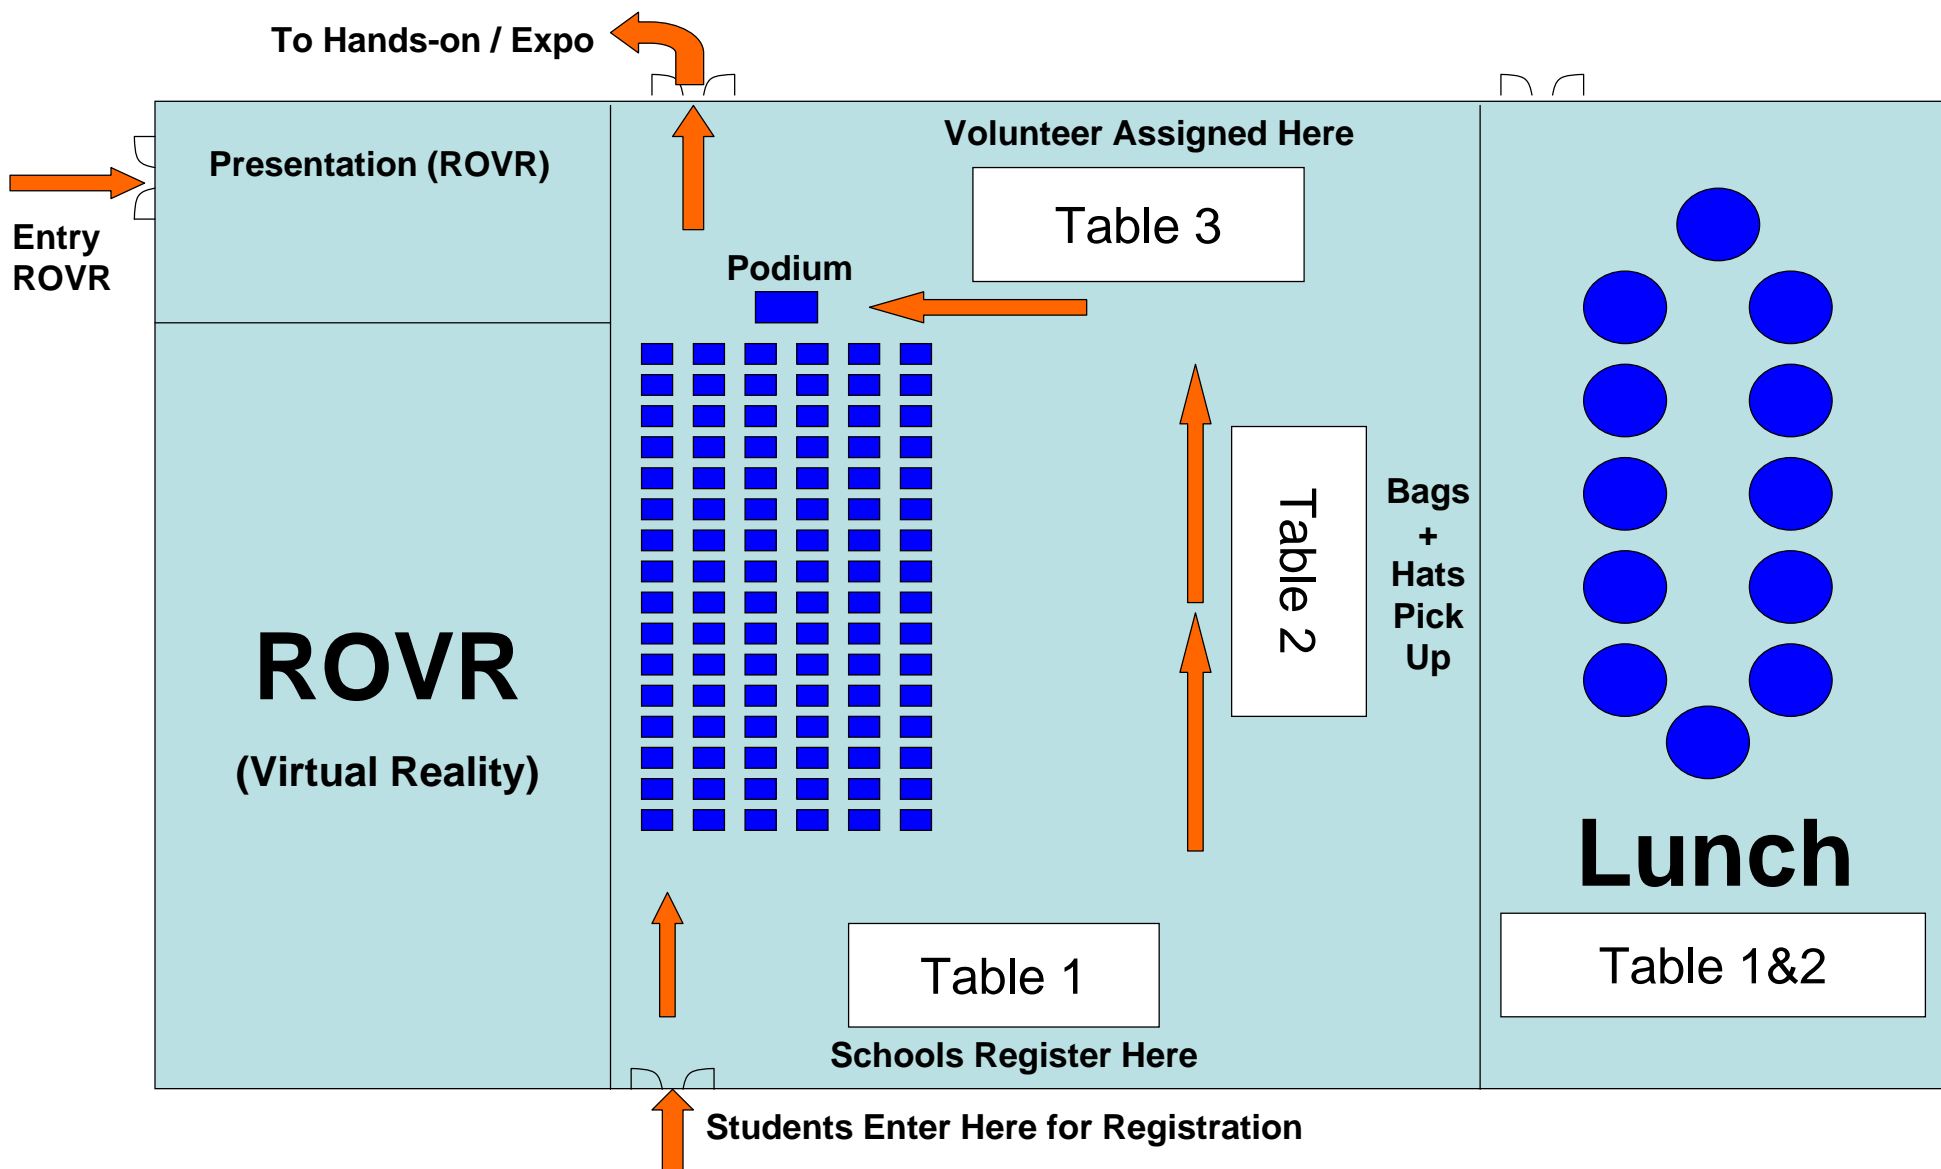 To Hands-on / Expo
Presentation (ROVR)
Entry
ROVR
Volunteer Assigned Here
Table 3
Podium
Table 2
Bags
+
Hats
Pick
Up
ROVR
(Virtual Reality)
Lunch
Table 1
Table 1&2
Schools Register Here
Students Enter Here for Registration